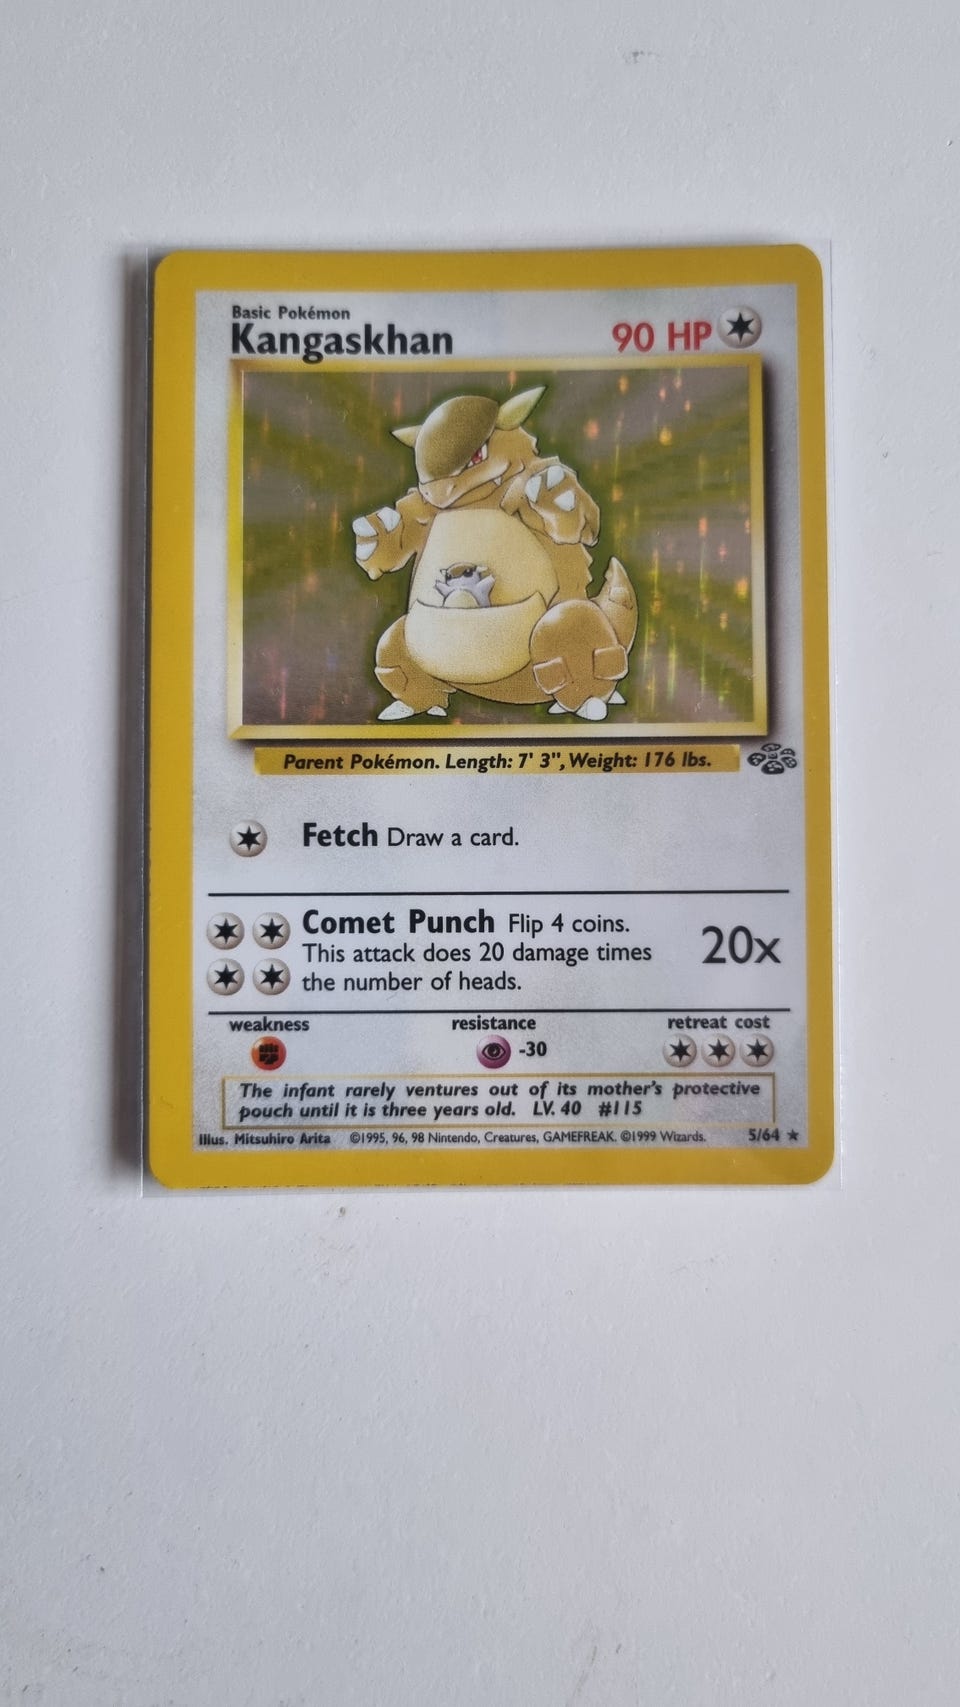 Basic Pokémon
Kangaskhan
90 HP
Parent Pokémon. Length: 7' 3", Weight: 176 lbs.
Fetch Draw a card.
Comet Punch Flip 4 coins.
This attack does 20 damage times
the number of heads.
20x
weakness
resistance
retreat cost
-30
The infant rarely ventures out of its mother's protective
pouch until it is three years old. LV. 40 #115
Illus. Mitsuhiro Arita ©1995, 96, 98 Nintendo, Creatures, GAMEFREAK. ©1999 Wizards. 5/64 ★